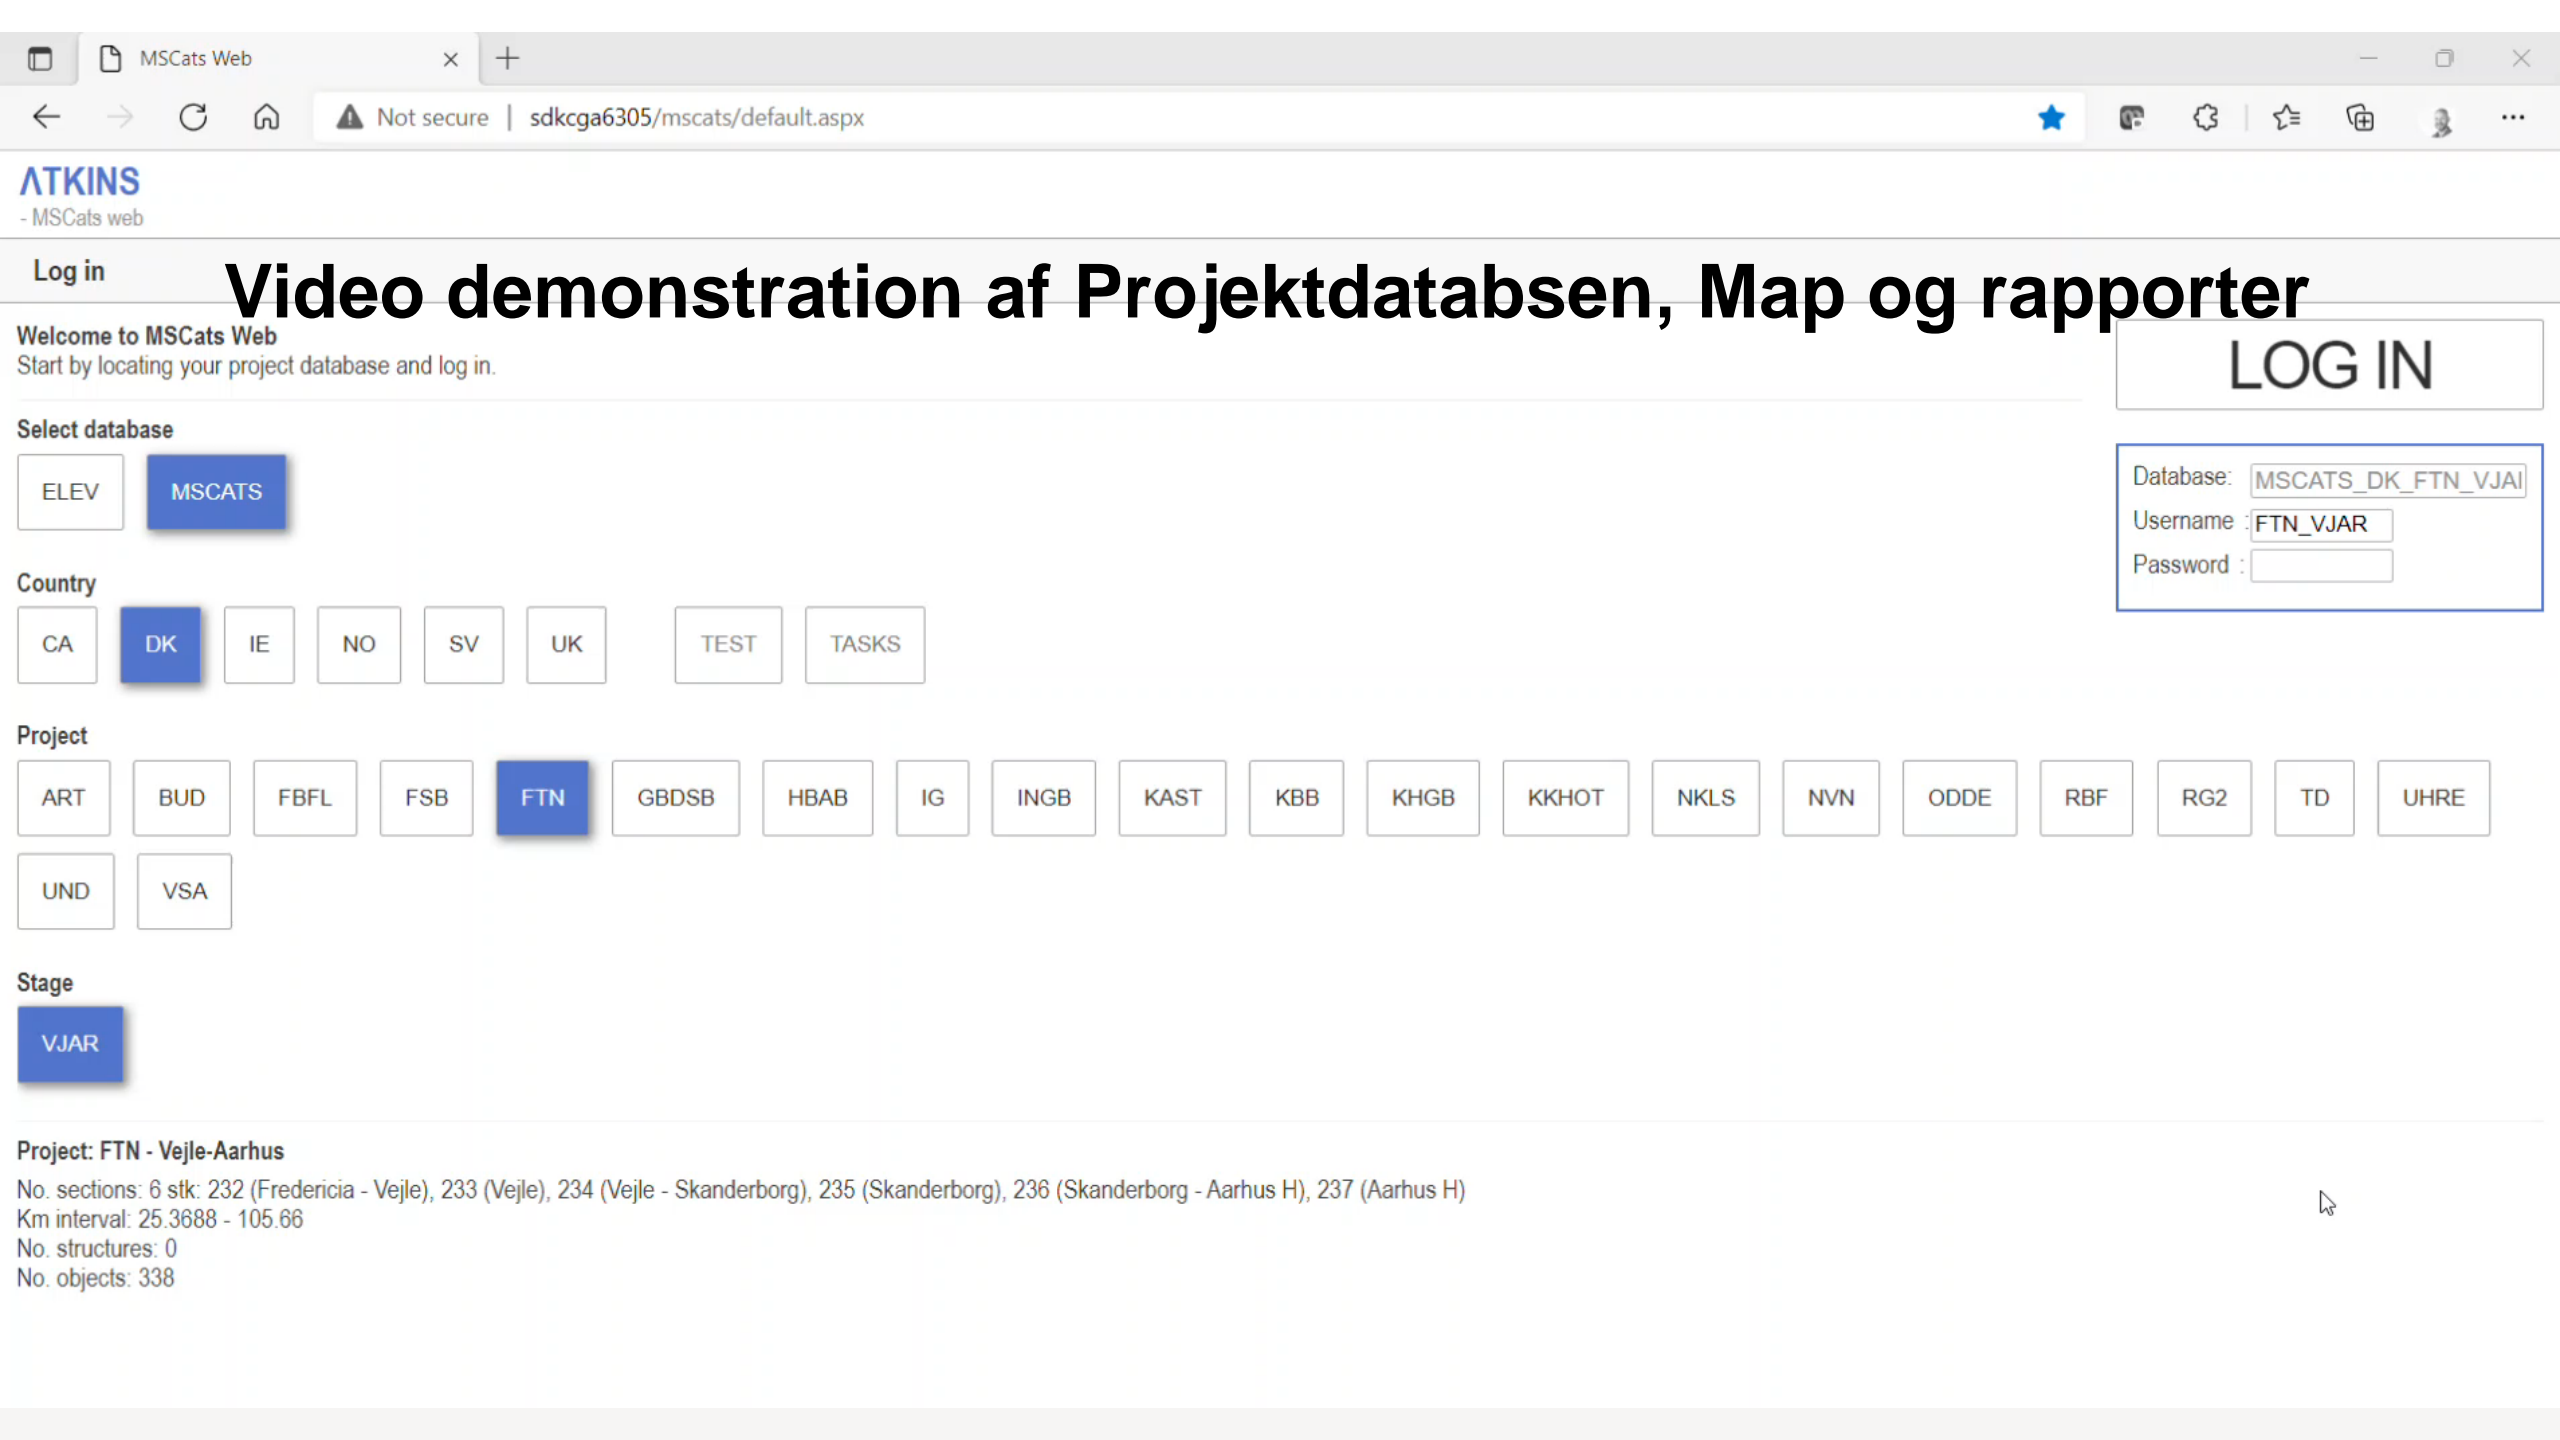 MSCats Web
Not secure | sdkcga6305/mscats/default.aspx
ATKINS
- MSCats web
Log in
Video demonstration af Projektdatabsen, Map og rapporter
Welcome to MSCats Web
Start by locating your project database and log in.
LOG IN
Select database
ELEV MSCATS
Database: MSCATS_DK_FTN_VJAI
Username : FTN_VJAR
Password :
Country
CA DK IE NO SV UK TEST TASKS
Project
ART BUD FBFL FSB FTN GBDSB HBAB IG INGB KAST KBB KHGB KKHOT NKLS NVN ODDE RBF RG2 TD UHRE
UND VSA
Stage
VJAR
Project: FTN - Vejle-Aarhus
No. sections: 6 stk: 232 (Fredericia - Vejle), 233 (Vejle), 234 (Vejle - Skanderborg), 235 (Skanderborg), 236 (Skanderborg - Aarhus H), 237 (Aarhus H)
Km interval: 25.3688 - 105.66
No. structures: 0
No. objects: 338